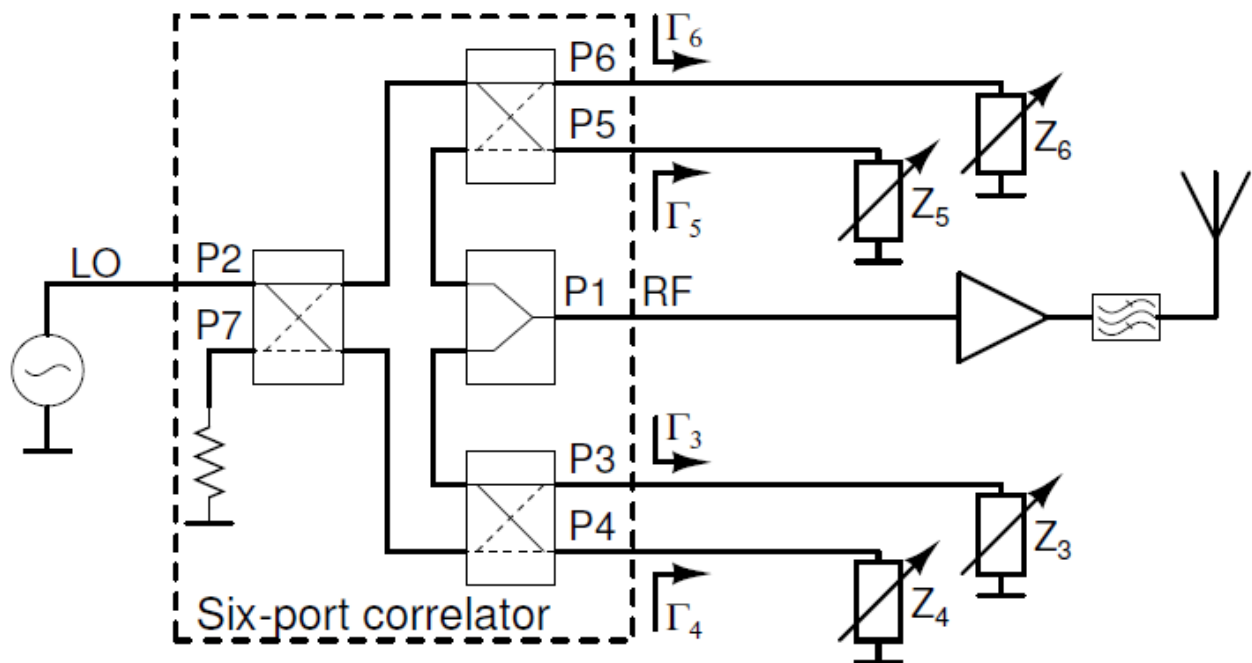 Γ6
P6
P5
Z6
Γ5
Z5
LO
P2
P7
P1 RF
Γ3
P3
P4
Z3
Γ4
Z4
Six-port correlator